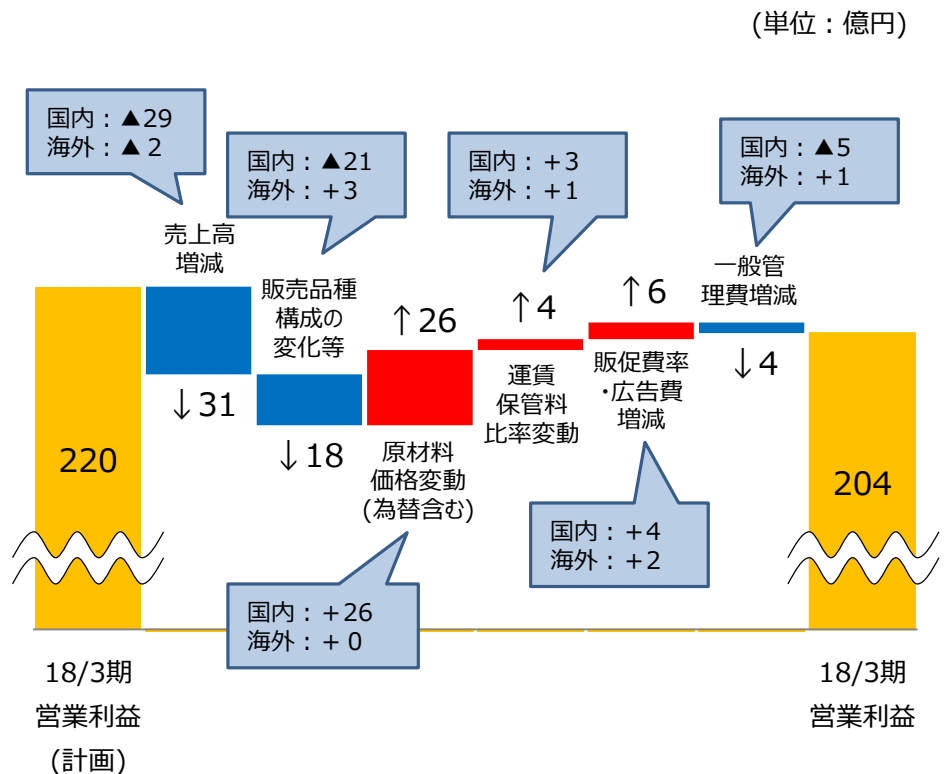 (単位：億円)
国内：▲29
海外：▲ 2
国内：▲21
海外：＋3
国内：＋3
海外：＋1
国内：▲5
海外：＋1
売上高
増減
↓31
販売品種
構成の
変化等
↓18
↑26
原材料
価格変動
(為替含む)
↑4
運賃
保管料
比率変動
↑6
販促費率
・広告費
増減
一般管
理費増減
↓4
220
204
国内：＋26
海外：＋ 0
国内：＋4
海外：＋2
18/3期
営業利益
(計画)
18/3期
営業利益